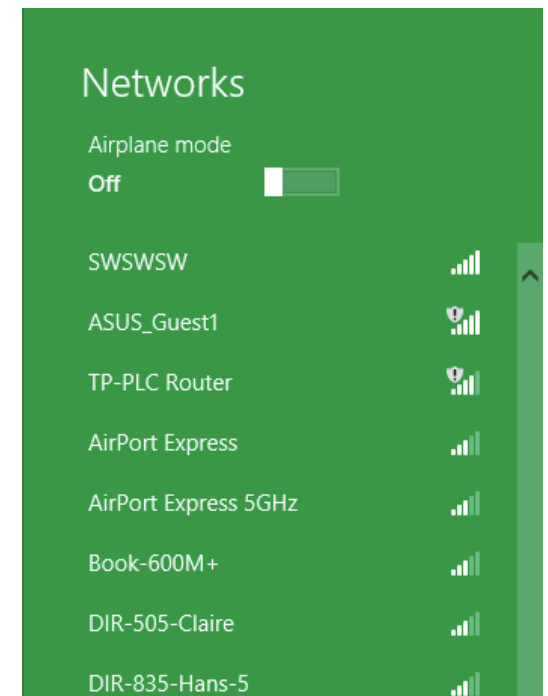 Networks
Airplane mode
Off
SWSWSW
ASUS_Guest1
TP-PLC Router
AirPort Express
AirPort Express 5GHz
Book-600M+
DIR-505-Claire
DIR-835-Hans-5